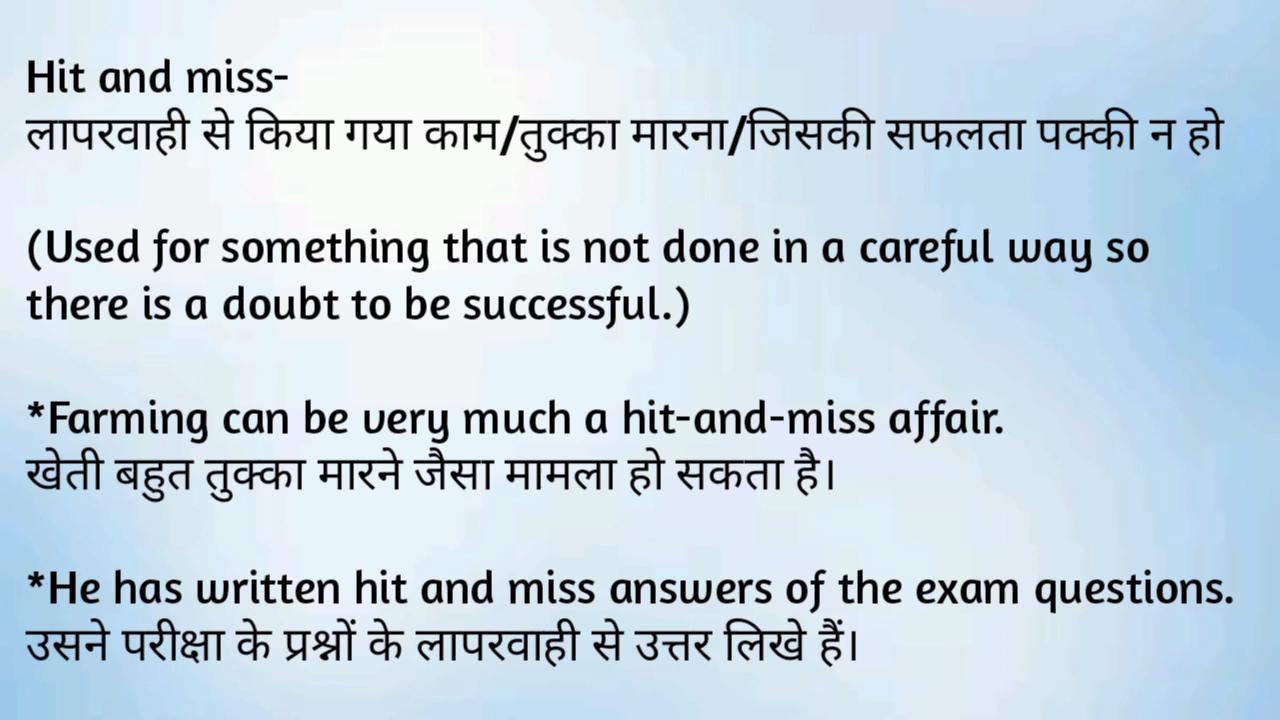 Hit and miss-
लापरवाही से किया गया काम/तुक्का मारना/जिसकी सफलता पक्की न हो
(Used for something that is not done in a careful way so
there is a doubt to be successful.)
*Farming can be very much a hit-and-miss affair.
खेती बहुत तुक्का मारने जैसा मामला हो सकता है।
*He has written hit and miss answers of the exam questions.
उसने परीक्षा के प्रश्नों के लापरवाही से उत्तर लिखे हैं।